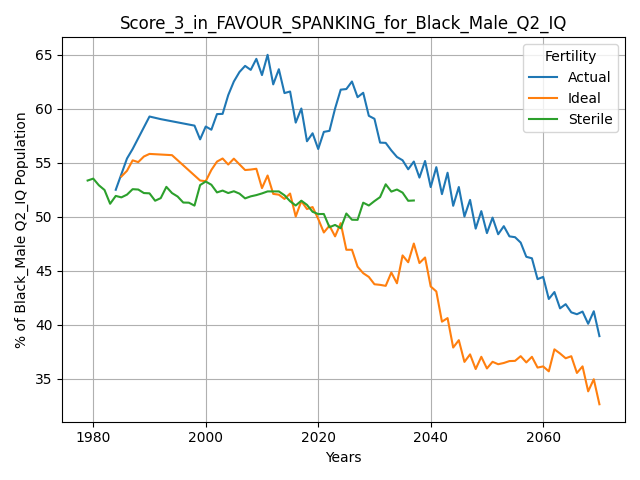 Score_3_in_FAVOUR_SPANKING_for_Black_Male_Q2_IQ
Fertility
Actual
Ideal
Sterile
% of Black_Male Q2_IQ Population
65
60
55
50
45
40
35
1980
2000
2020
2040
2060
Years